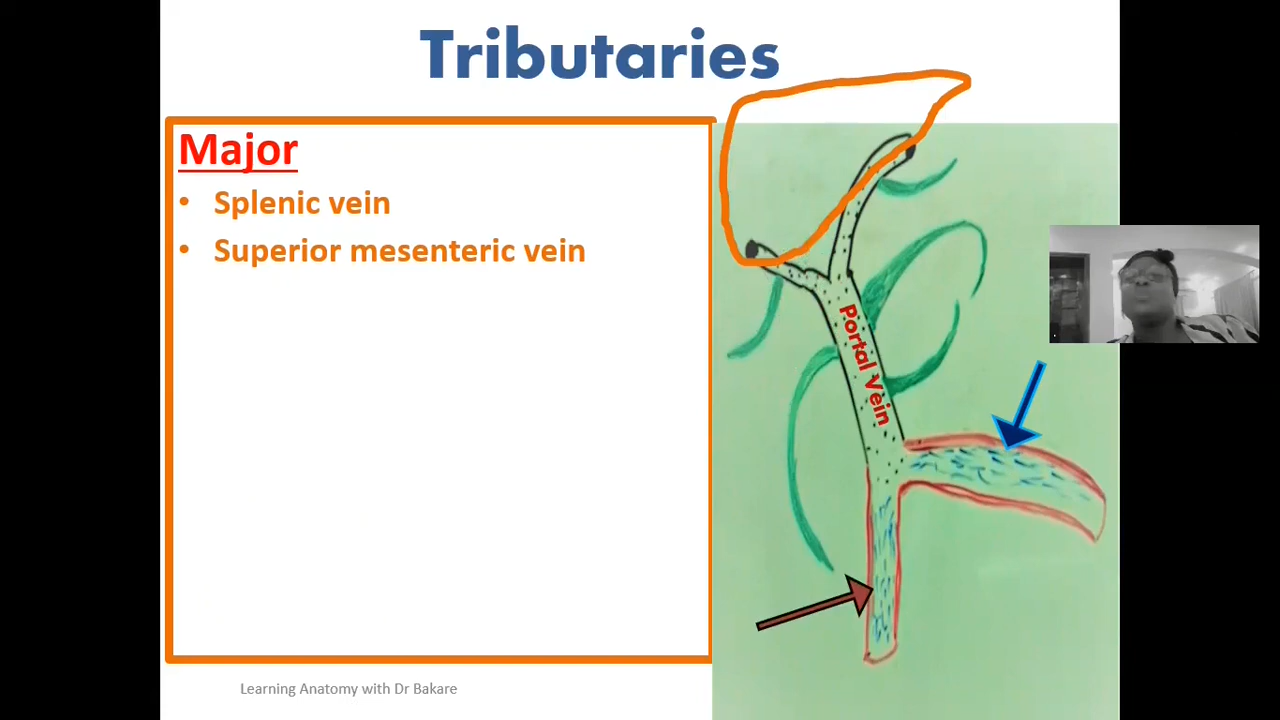 Tributaries
Major
• Splenic vein
• Superior mesenteric vein
Portal Vein
Learning Anatomy with Dr Bakare